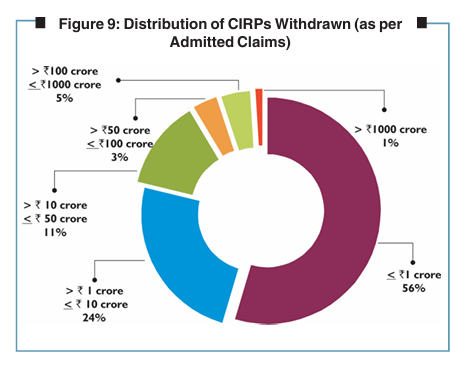 Figure 9: Distribution of CIRPs Withdrawn (as per
Admitted Claims)
> ₹100 crore
≤ ₹1000 crore
5%
> ₹50 crore
≤ ₹100 crore
3%
> ₹1000 crore
1%
> ₹ 10 crore
≤ ₹ 50 crore
11%
≤ ₹1 crore
56%
> ₹ 1 crore
≤ ₹ 10 crore
24%